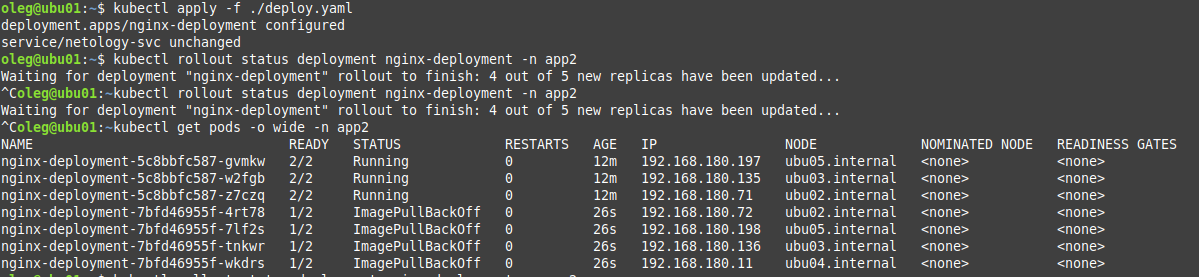 oleg@ubu01:~$ kubectl apply -f ./deploy.yaml
deployment.apps/nginx-deployment configured
service/netology-svc unchanged
oleg@ubu01:~$ kubectl rollout status deployment nginx-deployment -n app2
Waiting for deployment "nginx-deployment" rollout to finish: 4 out of 5 new replicas have been updated...
^Coleg@ubu01:~kubectl rollout status deployment nginx-deployment -n app2
Waiting for deployment "nginx-deployment" rollout to finish: 4 out of 5 new replicas have been updated...
^Coleg@ubu01:~kubectl get pods -o wide -n app2
NAME READY STATUS RESTARTS AGE IP NODE NOMINATED NODE READINESS GATES
nginx-deployment-5c8bbfc587-gvmkw 2/2 Running 0 12m 192.168.180.197 ubu05.internal <none> <none>
nginx-deployment-5c8bbfc587-w2fgb 2/2 Running 0 12m 192.168.180.135 ubu03.internal <none> <none>
nginx-deployment-5c8bbfc587-z7czq 2/2 Running 0 12m 192.168.180.71 ubu02.internal <none> <none>
nginx-deployment-7bfd46955f-4rt78 1/2 ImagePullBackOff 0 26s 192.168.180.72 ubu02.internal <none> <none>
nginx-deployment-7bfd46955f-7lf2s 1/2 ImagePullBackOff 0 26s 192.168.180.198 ubu05.internal <none> <none>
nginx-deployment-7bfd46955f-tnkwr 1/2 ImagePullBackOff 0 26s 192.168.180.136 ubu03.internal <none> <none>
nginx-deployment-7bfd46955f-wkdrs 1/2 ImagePullBackOff 0 26s 192.168.180.11 ubu04.internal <none> <none>